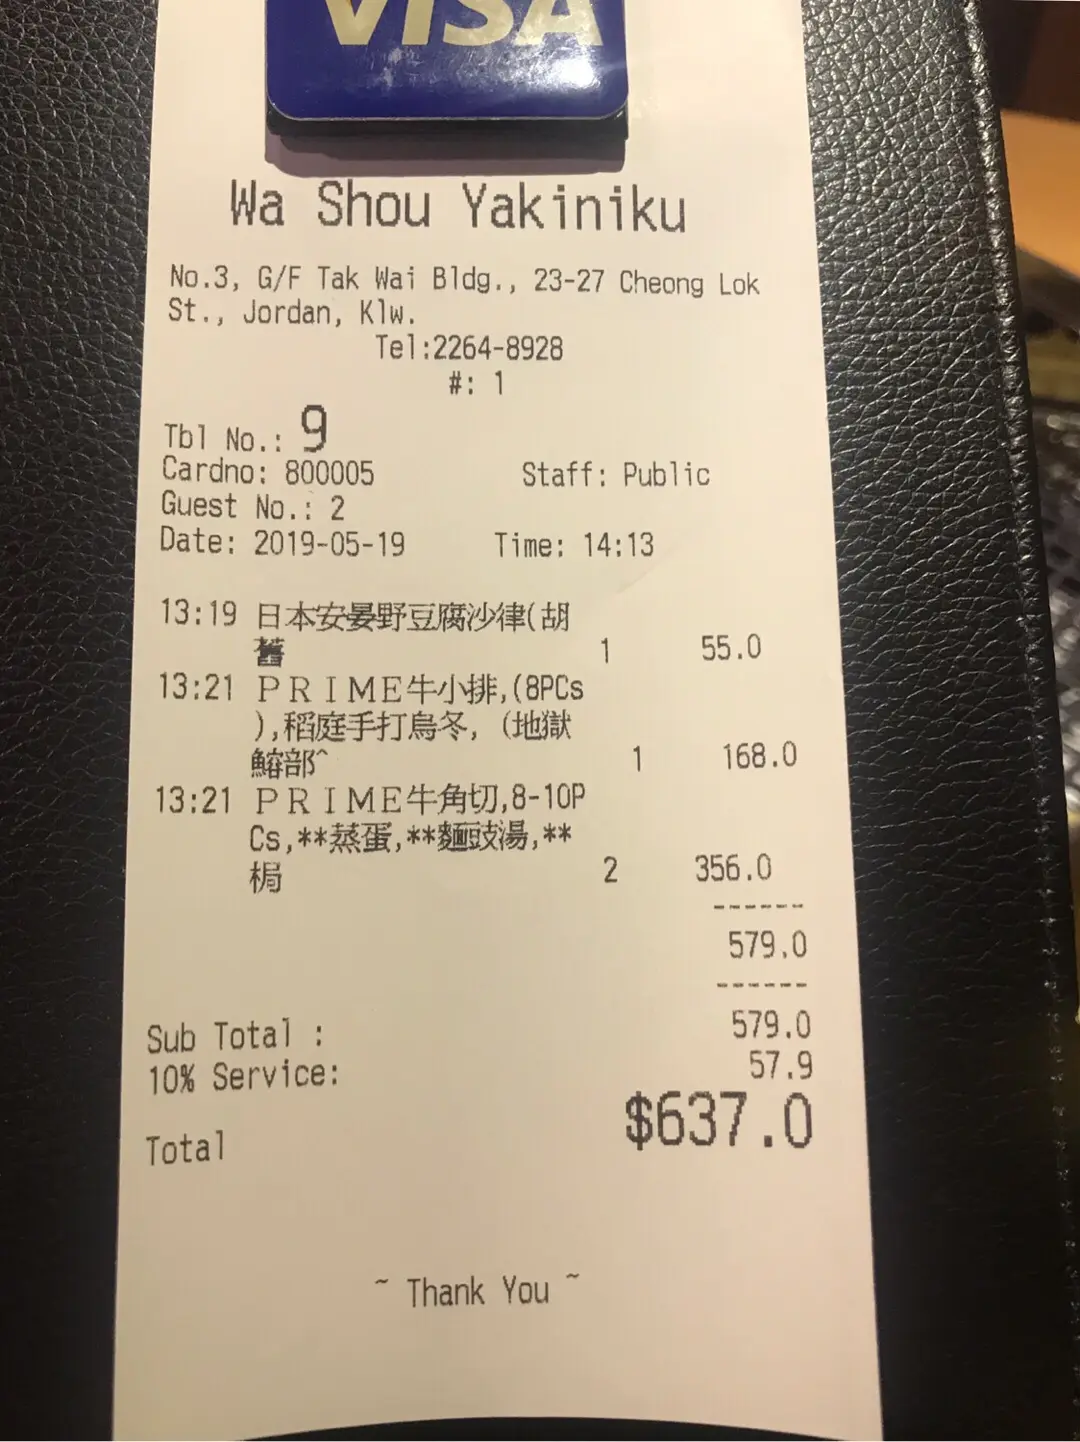 VISA
Wa Shou Yakiniku
No.3, G/F Tak Wai Bldg., 23-27 Cheong Lok
St., Jordan, Klw.
Tel:2264-8928
#: 1
Tbl No.: 9
Cardno: 800005 Staff: Public
Guest No.: 2
Date: 2019-05-19 Time: 14:13
13:19 日本安晏野豆腐沙律(胡
舊 1 55.0
13:21 ＰＲＩＭＥ牛小排,(8PCs
),稻庭手打烏冬, (地獄
鰫部^ 1 168.0
13:21 ＰＲＩＭＥ牛角切,8-10P
Cs,**蒸蛋,**麵豉湯,**
梮 2 356.0
------
579.0
------
Sub Total : 579.0
10% Service: 57.9
Total $637.0
~ Thank You ~